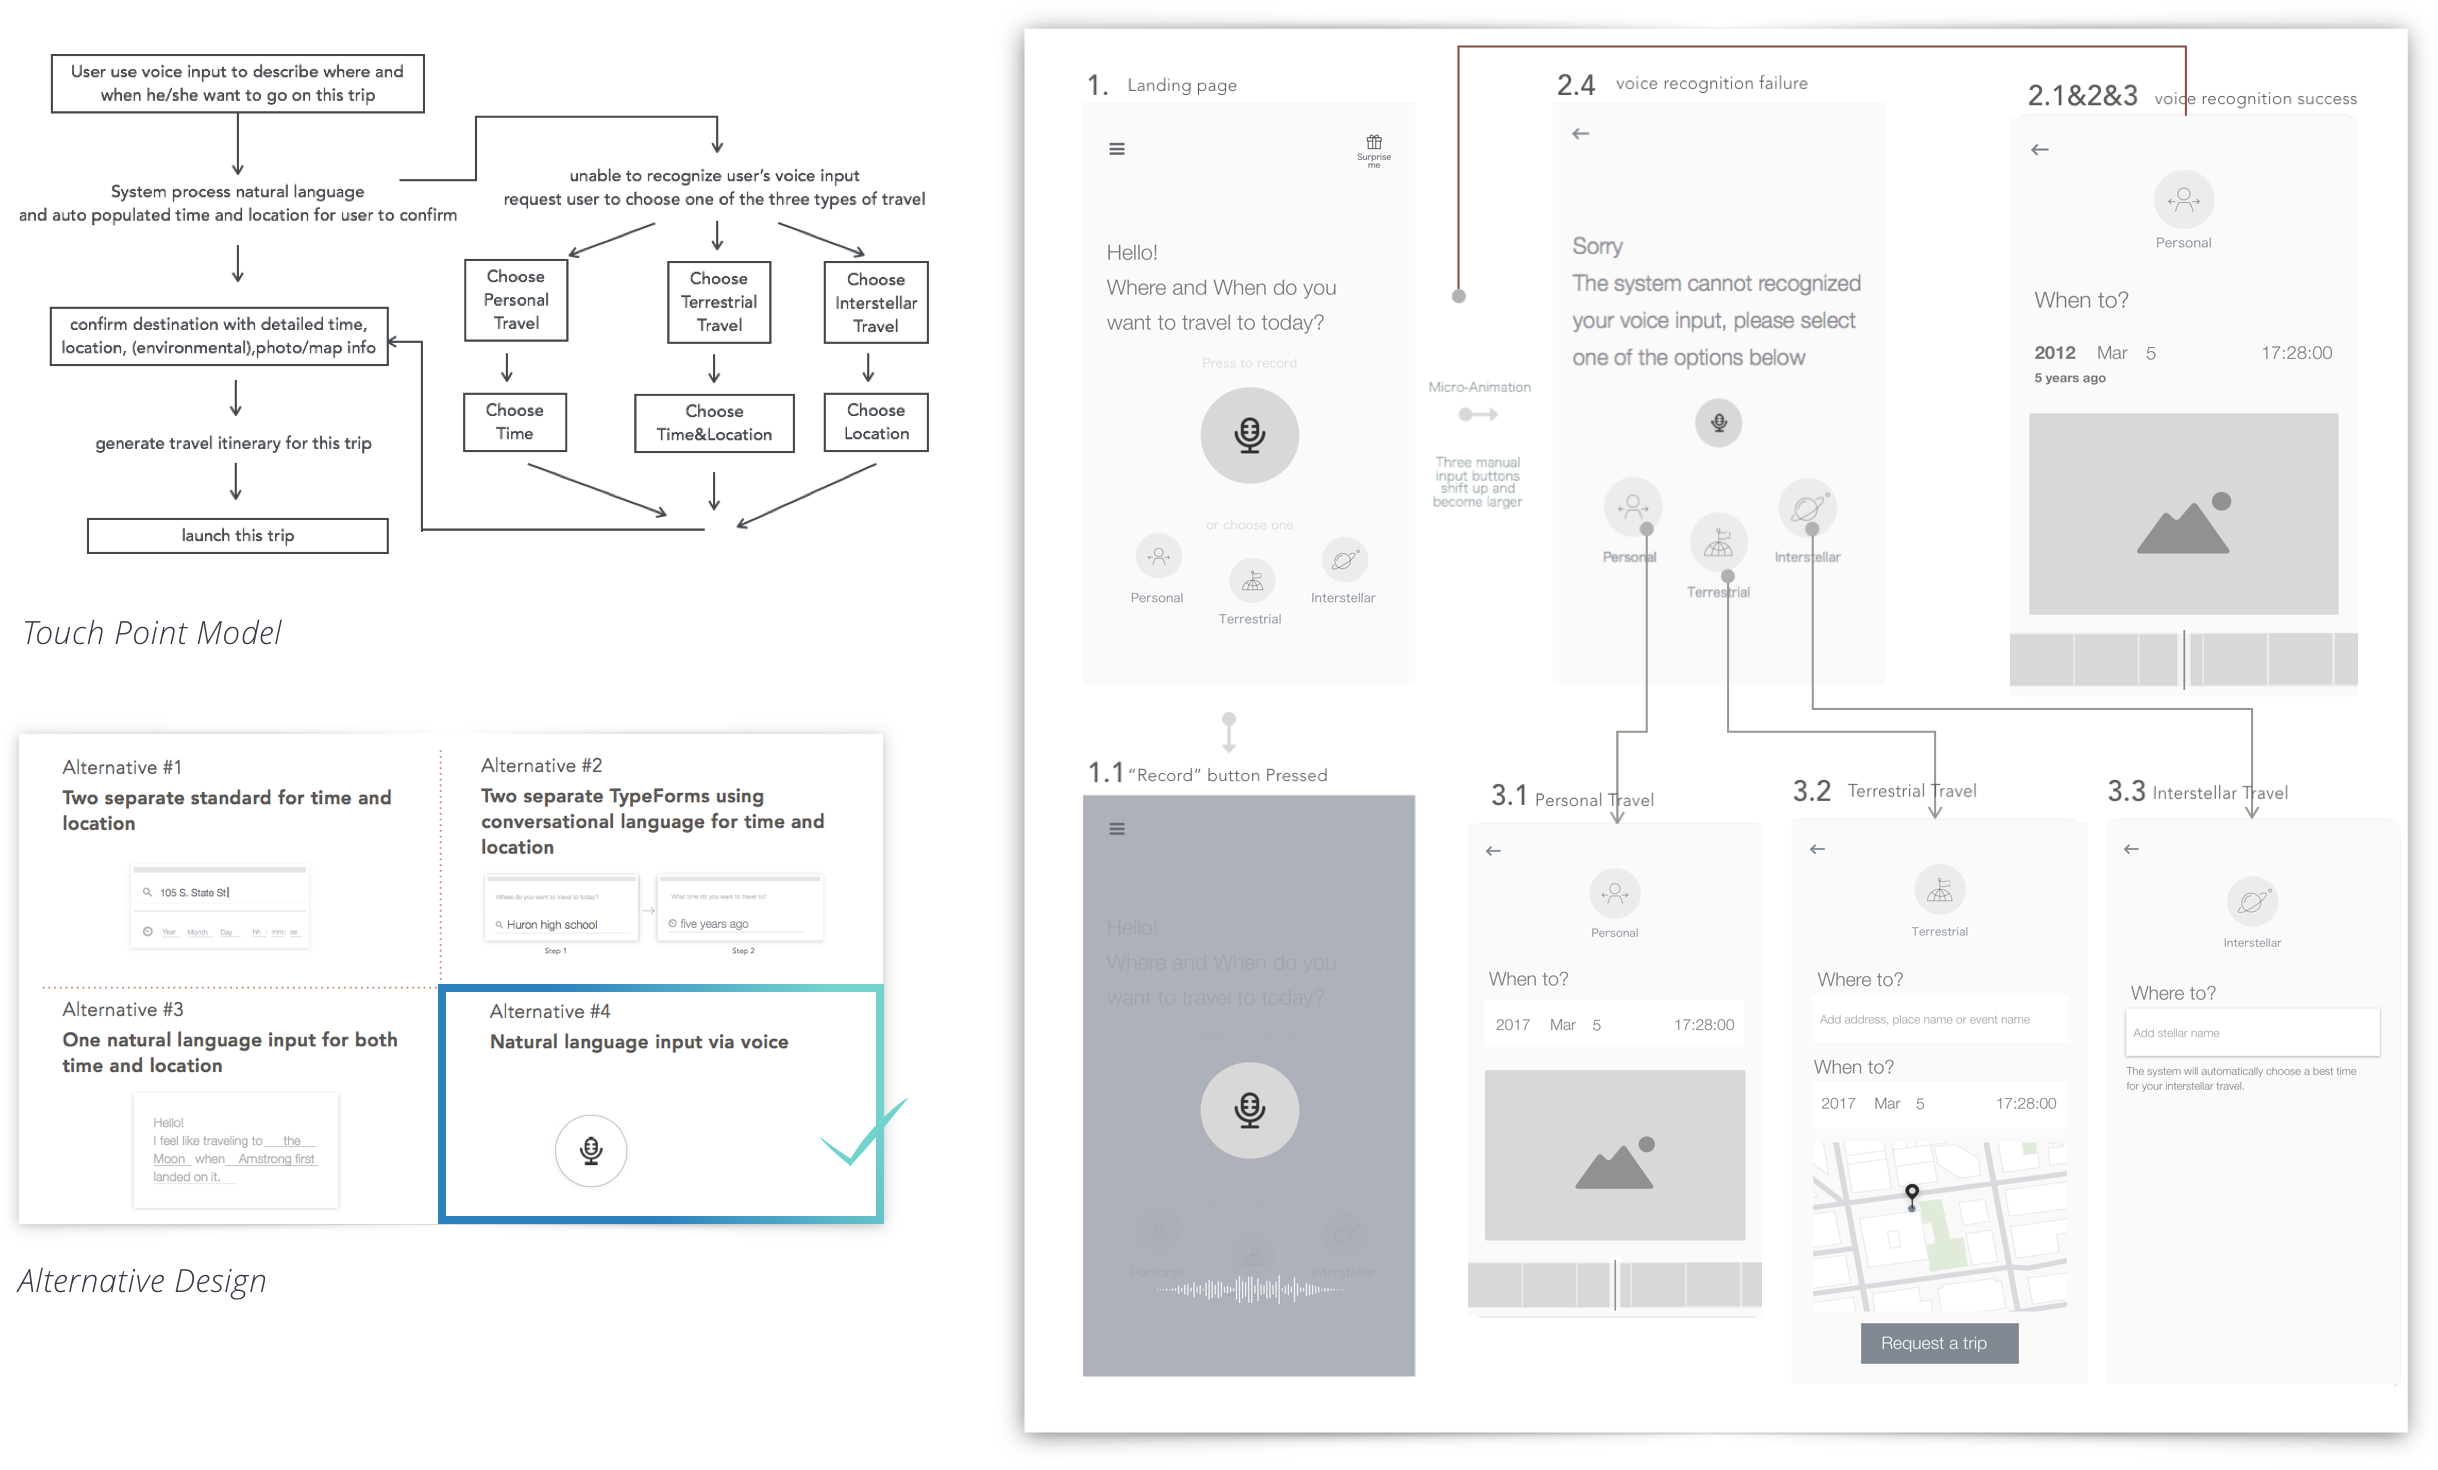 User use voice input to describe where and
when he/she want to go on this trip
System process natural language
and auto populated time and location for user to confirm
unable to recognize user's voice input
request user to choose one of the three types of travel
Choose
Personal
Travel
Choose
Terrestrial
Travel
Choose
Interstellar
Travel
confirm destination with detailed time,
location, (environmental),photo/map info
Choose
Time
Choose
Time&Location
Choose
Location
generate travel itinerary for this trip
launch this trip
Touch Point Model
Alternative #1
Two separate standard for time and
location
105 S. State St
Year Month Day hh : mm: ss
Alternative #2
Two separate TypeForms using
conversational language for time and
location
Where do you want to travel to today?
Huron high school
Step 1
What time do you want to travel to?
five years ago
Step 2
Alternative #3
One natural language input for both
time and location
Hello!
I feel like traveling to the
Moon when Amstrong first
landed on it.
Alternative #4
Natural language input via voice
Alternative Design
1. Landing page
Surprise
me
Hello!
Where and When do you
want to travel to today?
Press to record
or choose one
Personal
Terrestrial
Interstellar
Micro-Animation
Three manual
input buttons
shift up and
become larger
2.4 voice recognition failure
Sorry
The system cannot recognized
your voice input, please select
one of the options below
Personal
Terrestrial
Interstellar
2.1&2&3 voice recognition success
Personal
When to?
2012 Mar 5 17:28:00
5 years ago
1.1 "Record" button Pressed
Hello!
Where and When do you
want to travel to today?
Personal
Interstellar
3.1 Personal Travel
Personal
When to?
2017 Mar 5 17:28:00
3.2 Terrestrial Travel
Terrestrial
Where to?
Add address, place name or event name
When to?
2017 Mar 5 17:28:00
Request a trip
3.3 Interstellar Travel
Interstellar
Where to?
Add stellar name
The system will automatically choose a best time
for your interstellar travel.